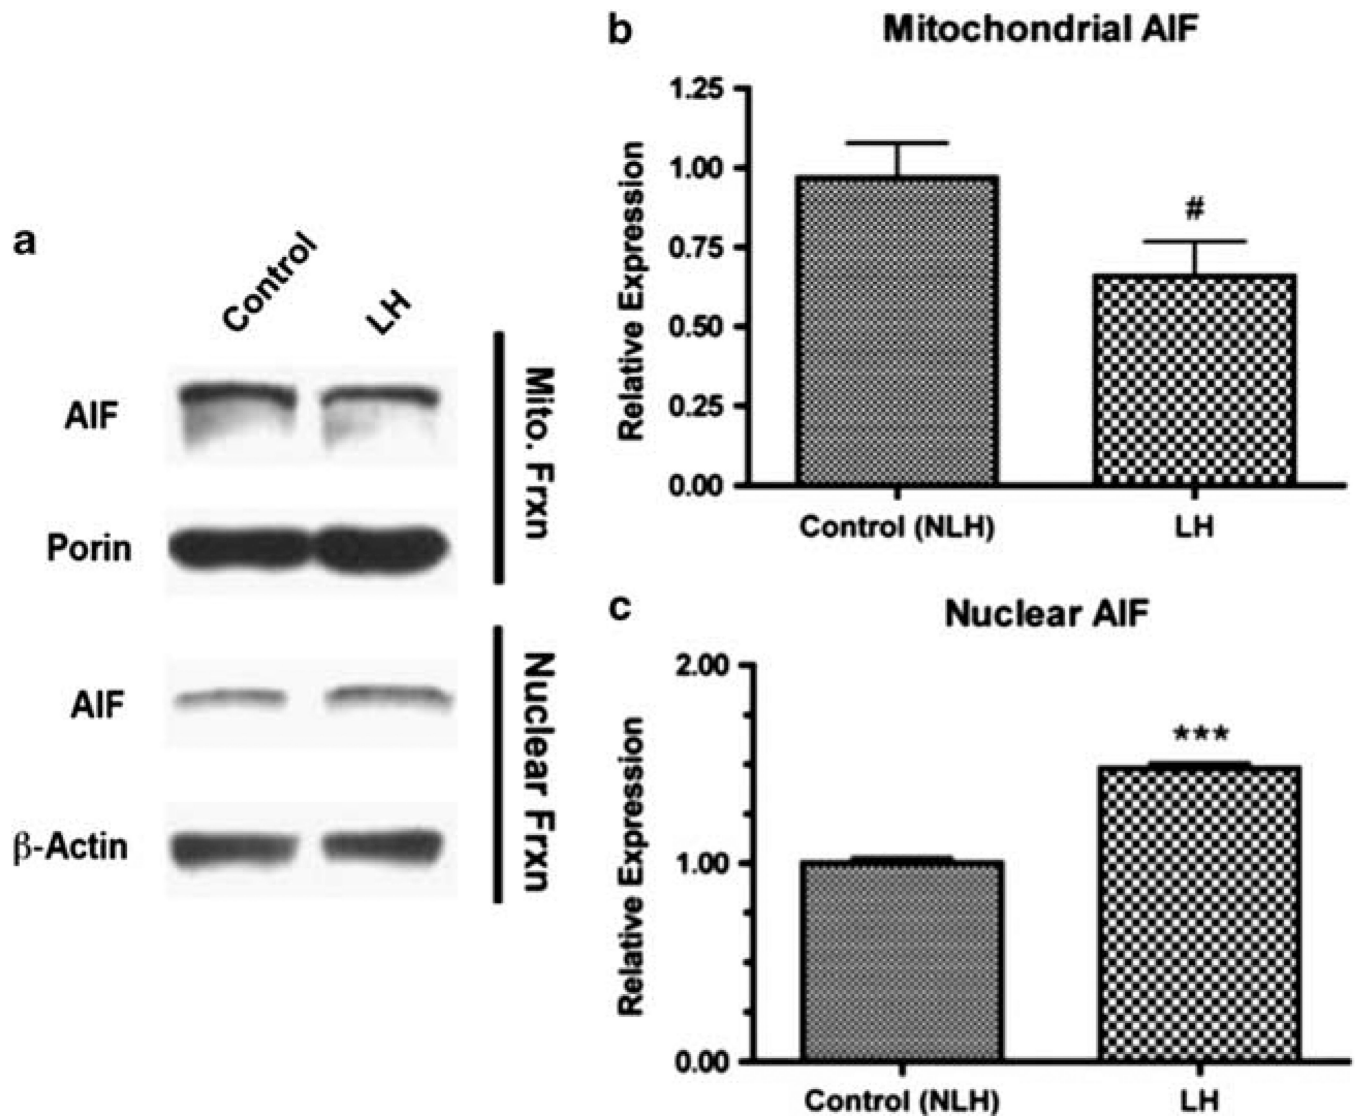 a
Control
LH
AIF
Porin
Mito. Frxn
AIF
β-Actin
Nuclear Frxn
b
Mitochondrial AIF
Relative Expression
1.25
1.00
0.75
0.50
0.25
0.00
#
Control (NLH)
LH
c
Nuclear AIF
Relative Expression
2.00
1.00
0.00
***
Control (NLH)
LH